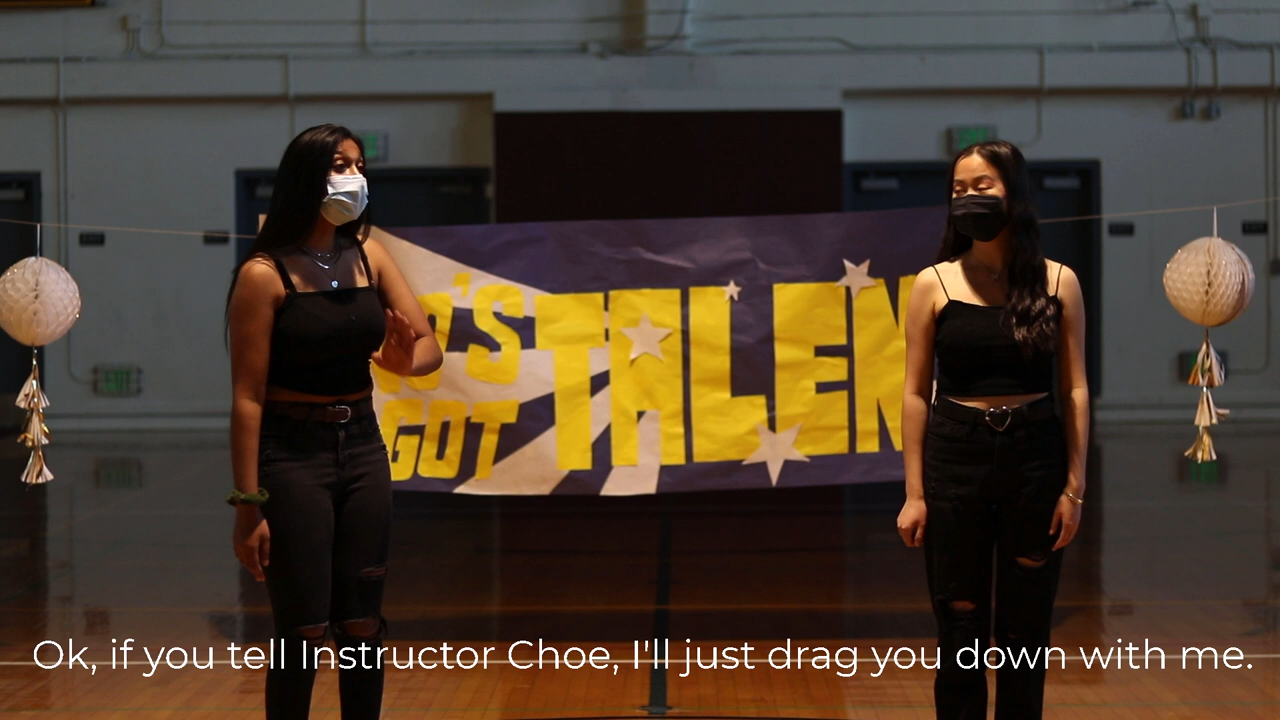 O'S
GOT
TALEN
Ok, if you tell Instructor Choe, I'll just drag you down with me.